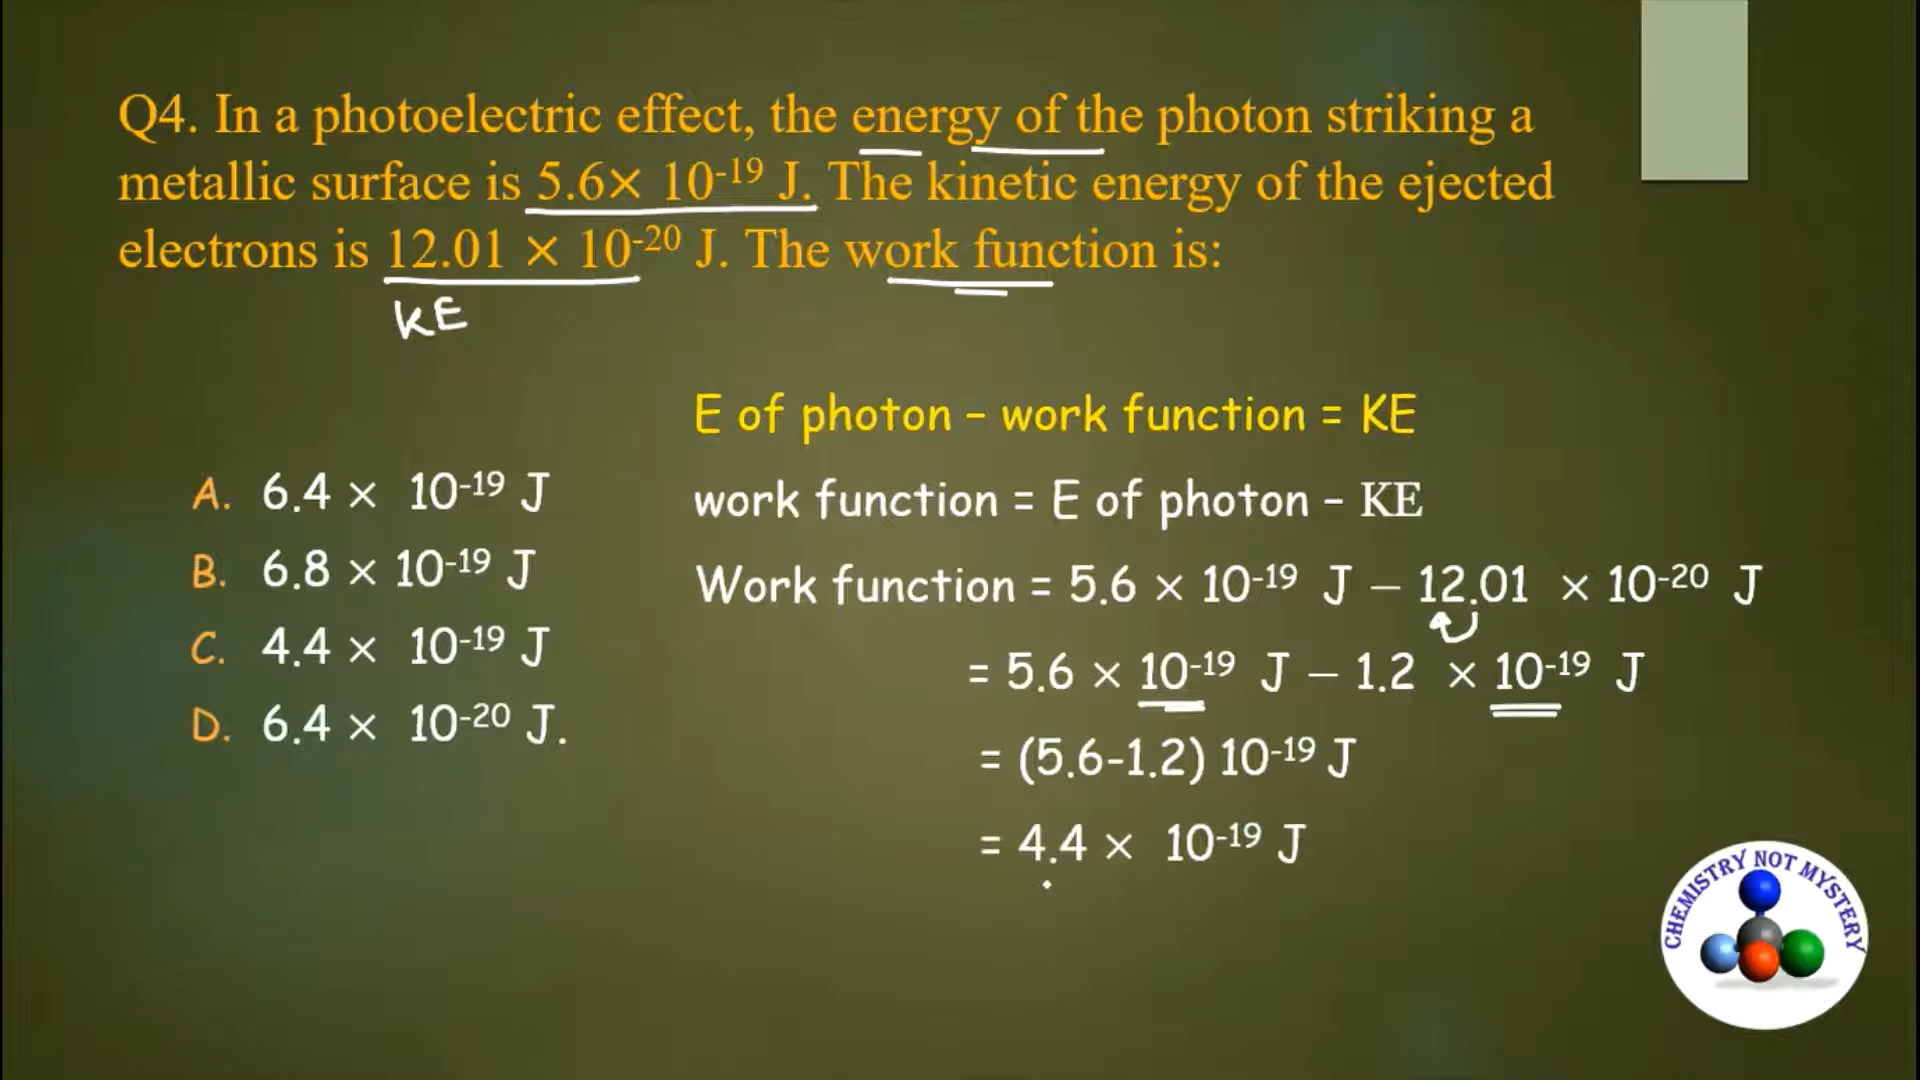 Q4. In a photoelectric effect, the energy of the photon striking a
metallic surface is 5.6× 10⁻¹⁹ J. The kinetic energy of the ejected
electrons is 12.01 × 10⁻²⁰ J. The work function is:
KE
A. 6.4 × 10⁻¹⁹ J
B. 6.8 × 10⁻¹⁹ J
C. 4.4 × 10⁻¹⁹ J
D. 6.4 × 10⁻²⁰ J.
E of photon – work function = KE
work function = E of photon – KE
Work function = 5.6 × 10⁻¹⁹ J – 12.01 × 10⁻²⁰ J
= 5.6 × 10⁻¹⁹ J – 1.2 × 10⁻¹⁹ J
= (5.6-1.2) 10⁻¹⁹ J
= 4.4 × 10⁻¹⁹ J
CHEMISTRY NOT MYSTERY